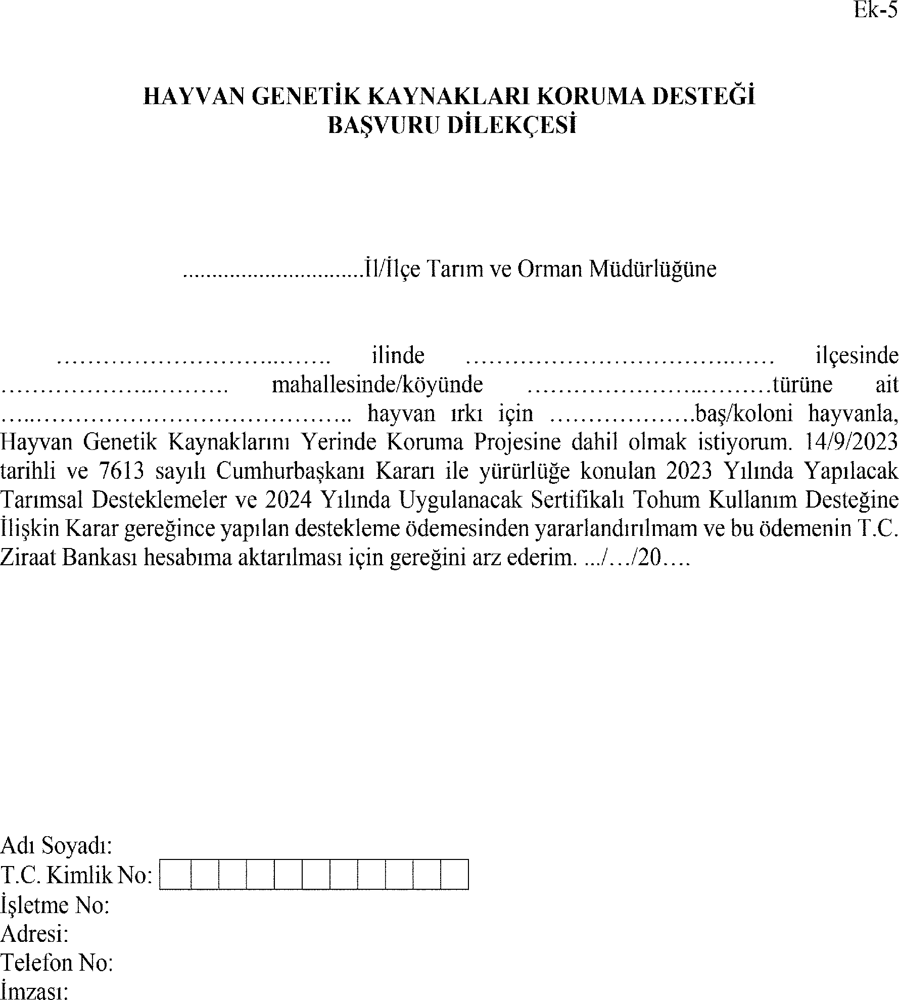 Ek-5
HAYVAN GENETİK KAYNAKLARI KORUMA DESTEĞİ
BAŞVURU DİLEKÇESİ
...............................İl/İlçe Tarım ve Orman Müdürlüğüne
………………………...……. ilinde …………………………………...….. ilçesinde
………………...………. mahallesinde/köyünde …………………...………türüne ait
…...………………………………….. hayvan ırkı için ……………….baş/koloni hayvanla,
Hayvan Genetik Kaynaklarını Yerinde Koruma Projesine dahil olmak istiyorum. 14/9/2023
tarihli ve 7613 sayılı Cumhurbaşkanı Kararı ile yürürlüğe konulan 2023 Yılında Yapılacak
Tarımsal Desteklemeler ve 2024 Yılında Uygulanacak Sertifikalı Tohum Kullanım Desteğine
İlişkin Karar gereğince yapılan destekleme ödemesinden yararlandırılmam ve bu ödemenin T.C.
Ziraat Bankası hesabıma aktarılması için gereğini arz ederim. .../…/20….
Adı Soyadı:
T.C. Kimlik No:
İşletme No:
Adresi:
Telefon No:
İmzası: